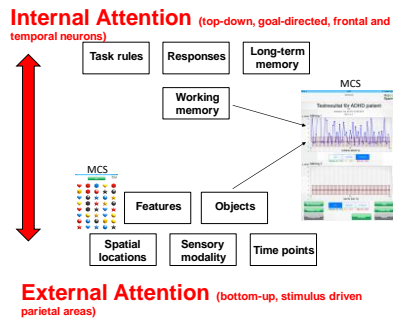 Internal Attention (top-down, goal-directed, frontal and
temporal neurons)
Task rules
Responses
Long-term
memory
MCS
Working
memory
Testresultat för ADHD patient
MCS
Features
Objects
Spatial
locations
Sensory
modality
Time points
External Attention (bottom-up, stimulus driven
parietal areas)